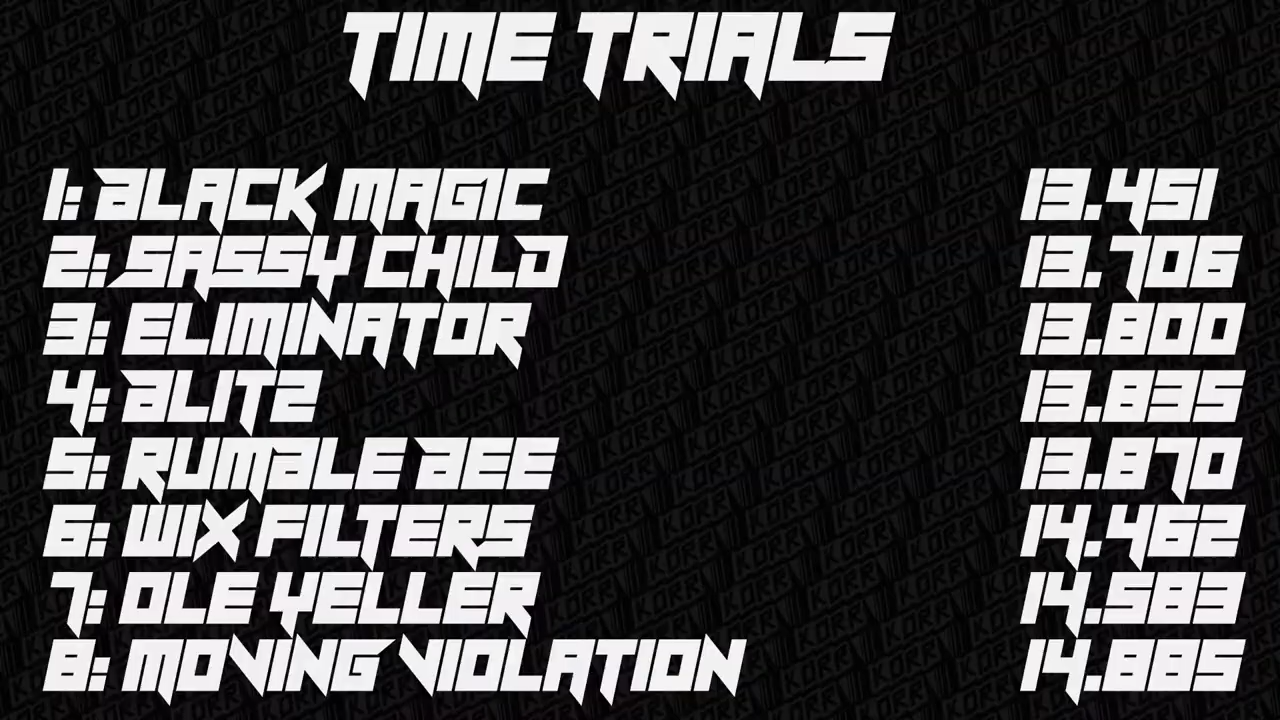 TIME TRIALS
1: BLACK MAGIC 13.451
2: SASSY CHILD 13.706
3: ELIMINATOR 13.800
4: BLITZ 13.835
5: RUMBLE BEE 13.870
6: WIX FILTERS 14.462
7: OLE YELLER 14.583
8: MOVING VIOLATION 14.885